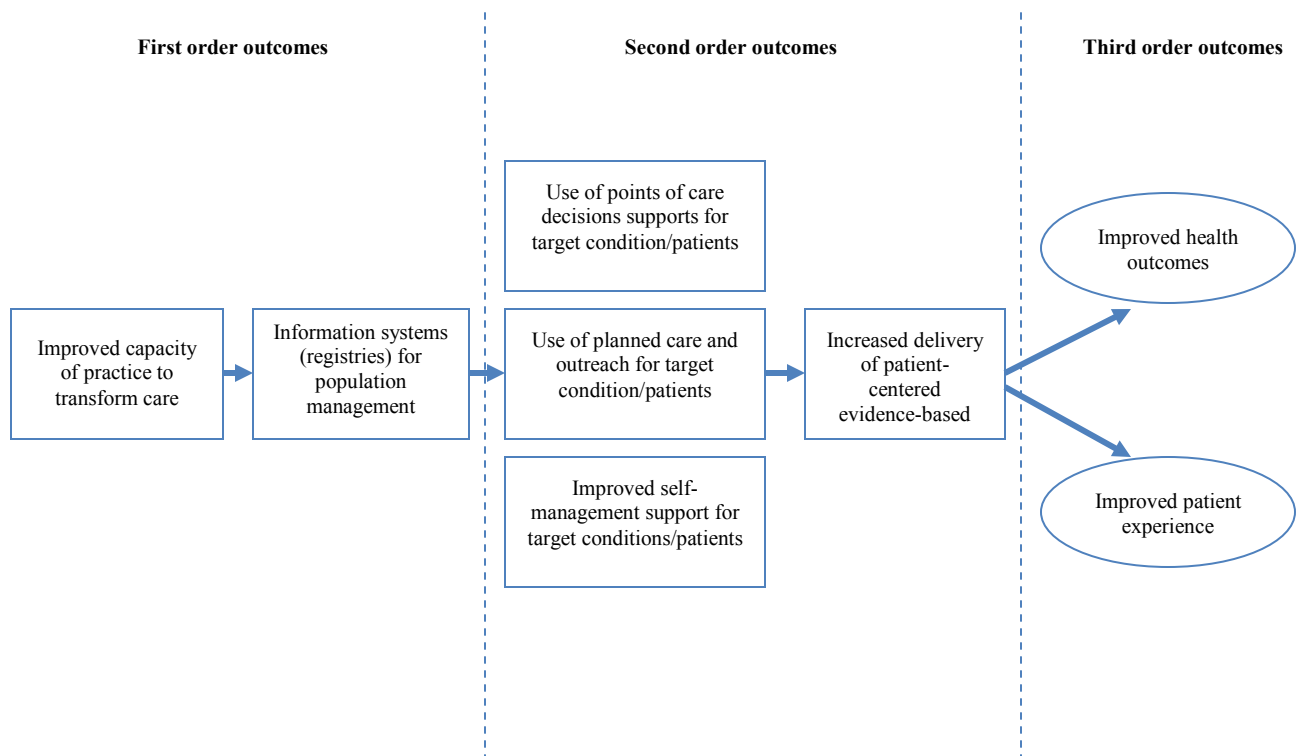 First order outcomes
Second order outcomes
Third order outcomes
Improved capacity
of practice to
transform care
Information systems
(registries) for
population
management
Use of points of care
decisions supports for
target condition/patients
Use of planned care and
outreach for target
condition/patients
Improved self-
management support for
target conditions/patients
Increased delivery
of patient-
centered
evidence-based
Improved health
outcomes
Improved patient
experience